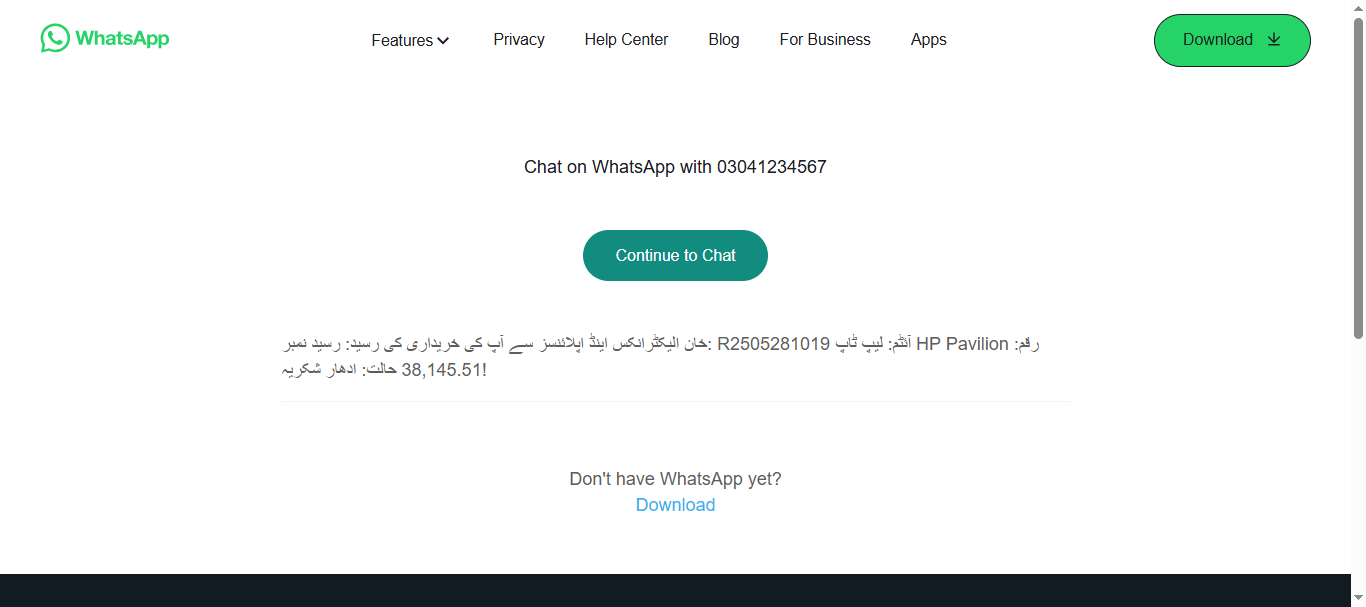 WhatsApp
Features
Privacy
Help Center
Blog
For Business
Apps
Download
Chat on WhatsApp with 03041234567
Continue to Chat
خان الیکٹرانکس اینڈ اپلائنسز سے آپ کی خریداری کی رسید: رسید نمبر: R2505281019 آئٹم: لیپ ٹاپ HP Pavilion رقم:
38,145.51 حالت: ادھار شکریہ!
Don't have WhatsApp yet?
Download